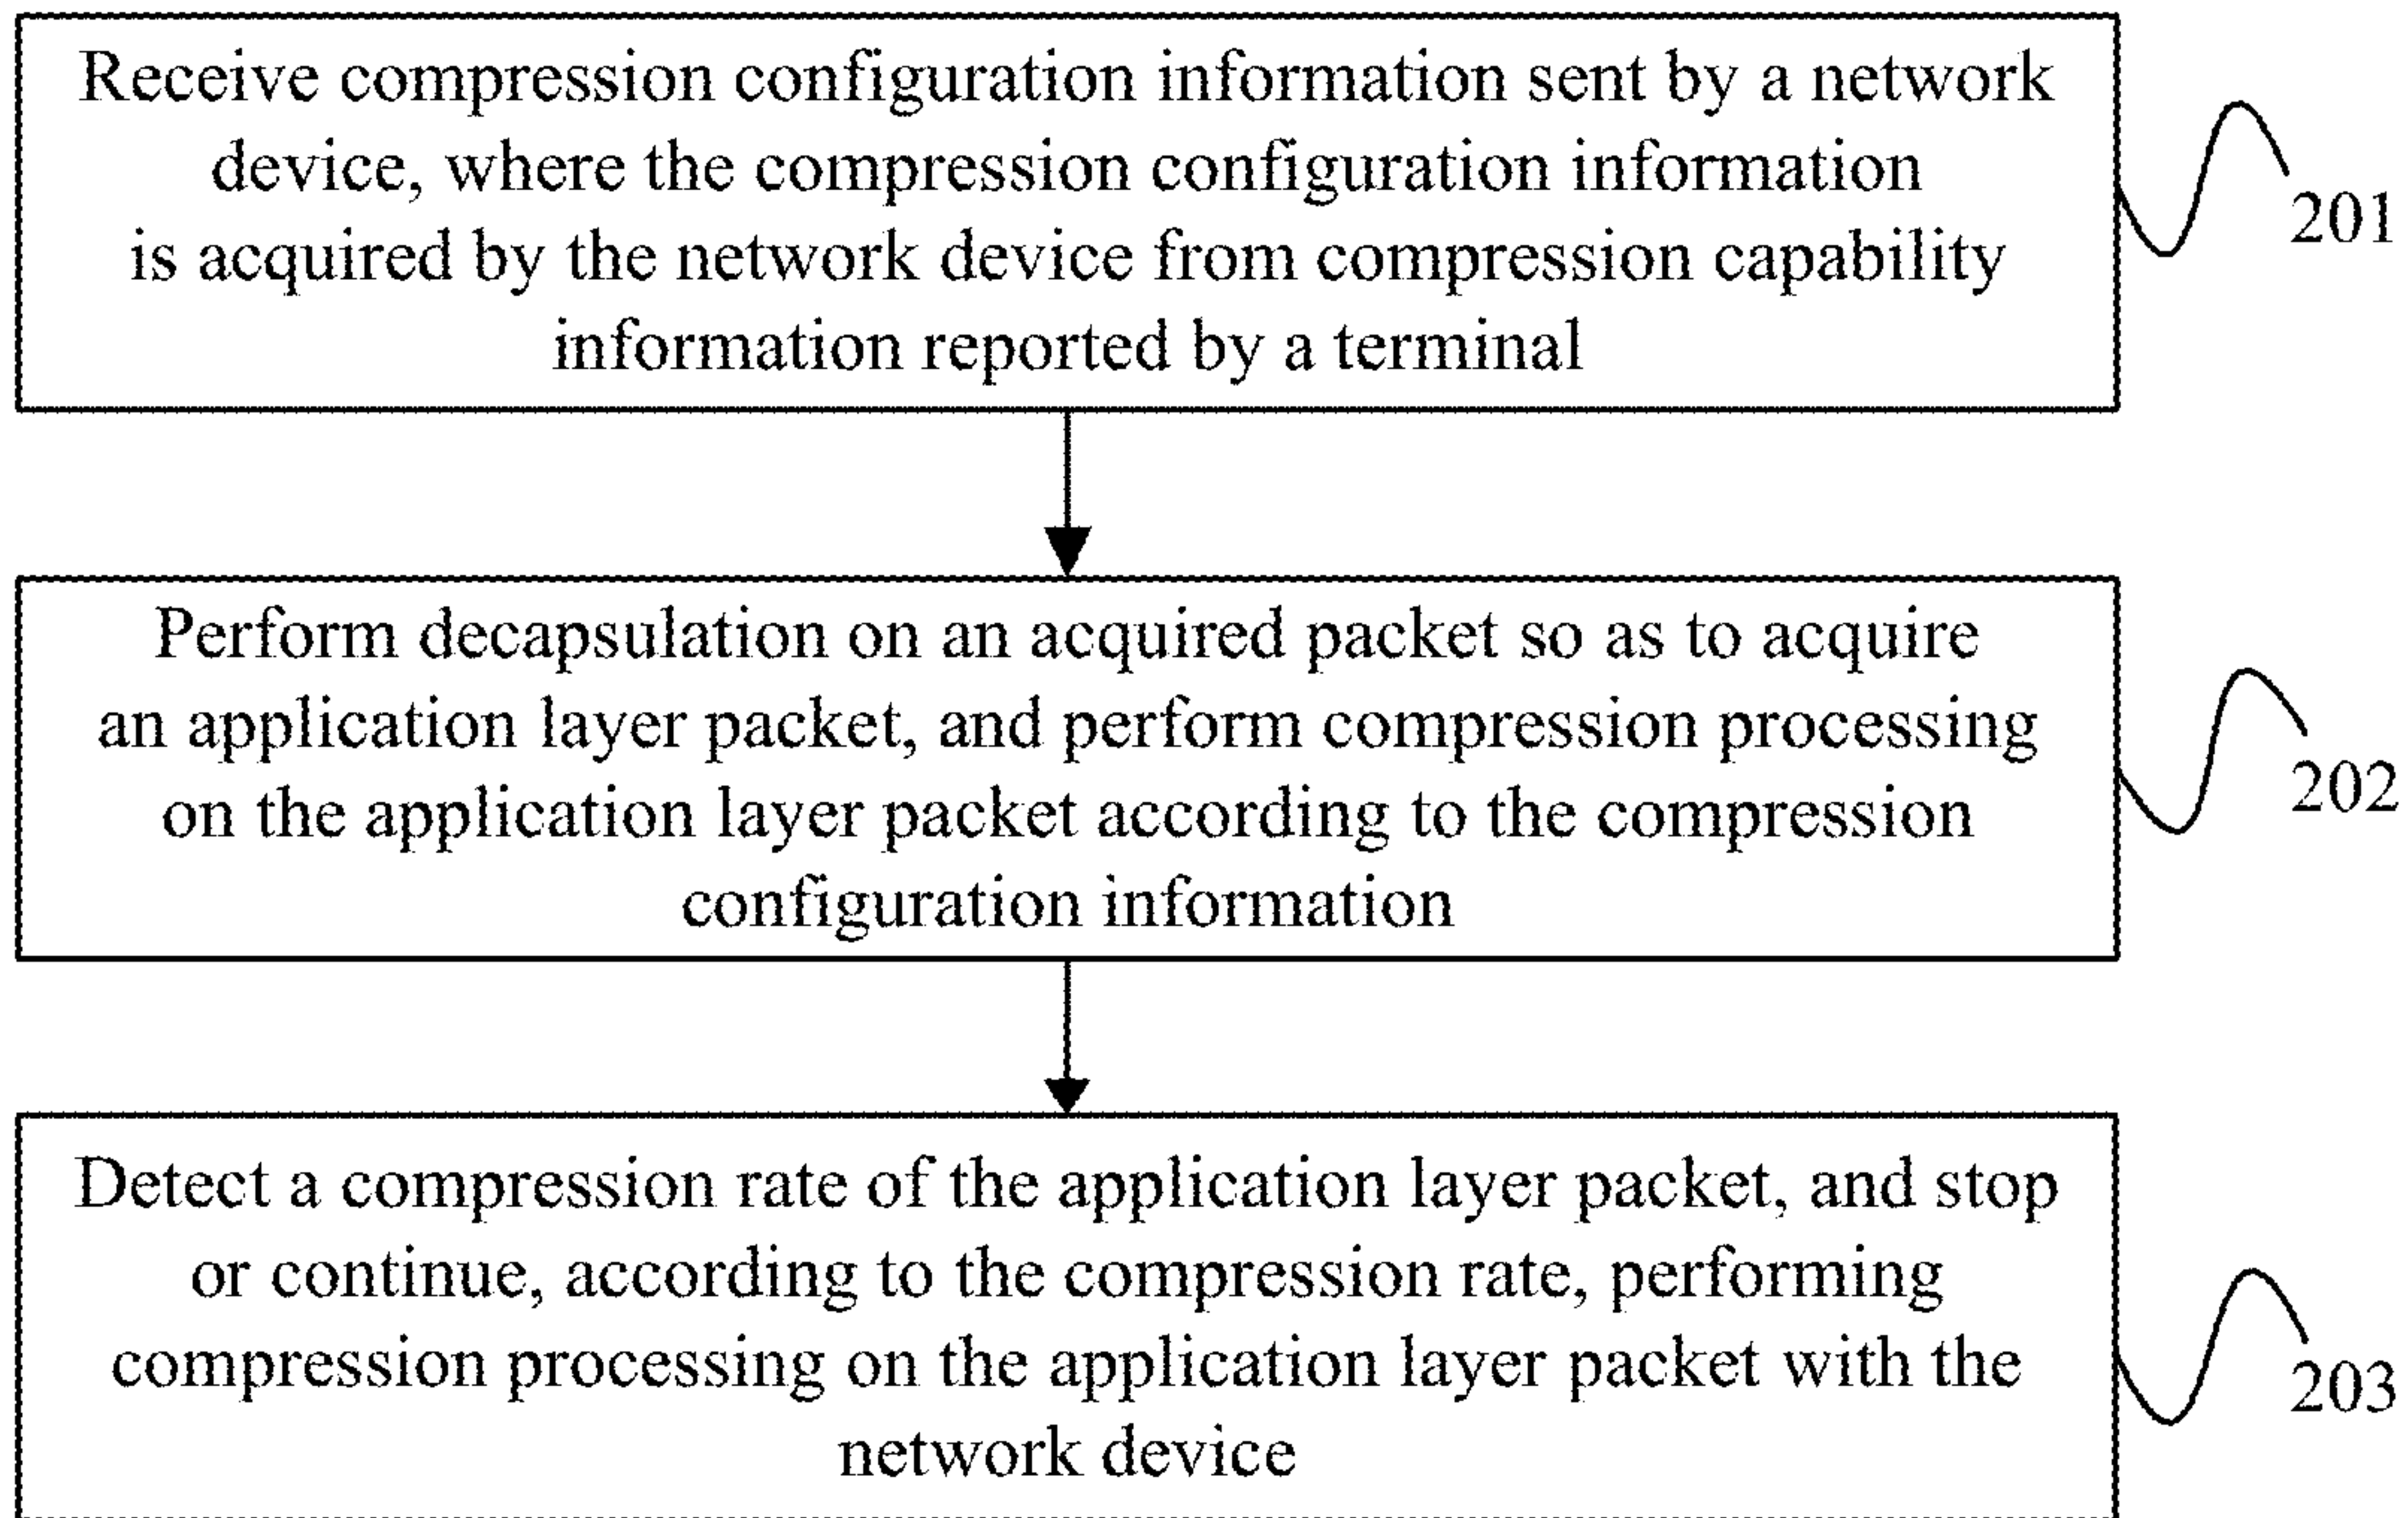 Receive compression configuration information sent by a network
device, where the compression configuration information
is acquired by the network device from compression capability
information reported by a terminal
201
Perform decapsulation on an acquired packet so as to acquire
an application layer packet, and perform compression processing
on the application layer packet according to the compression
configuration information
202
Detect a compression rate of the application layer packet, and stop
or continue, according to the compression rate, performing
compression processing on the application layer packet with the
network device
203